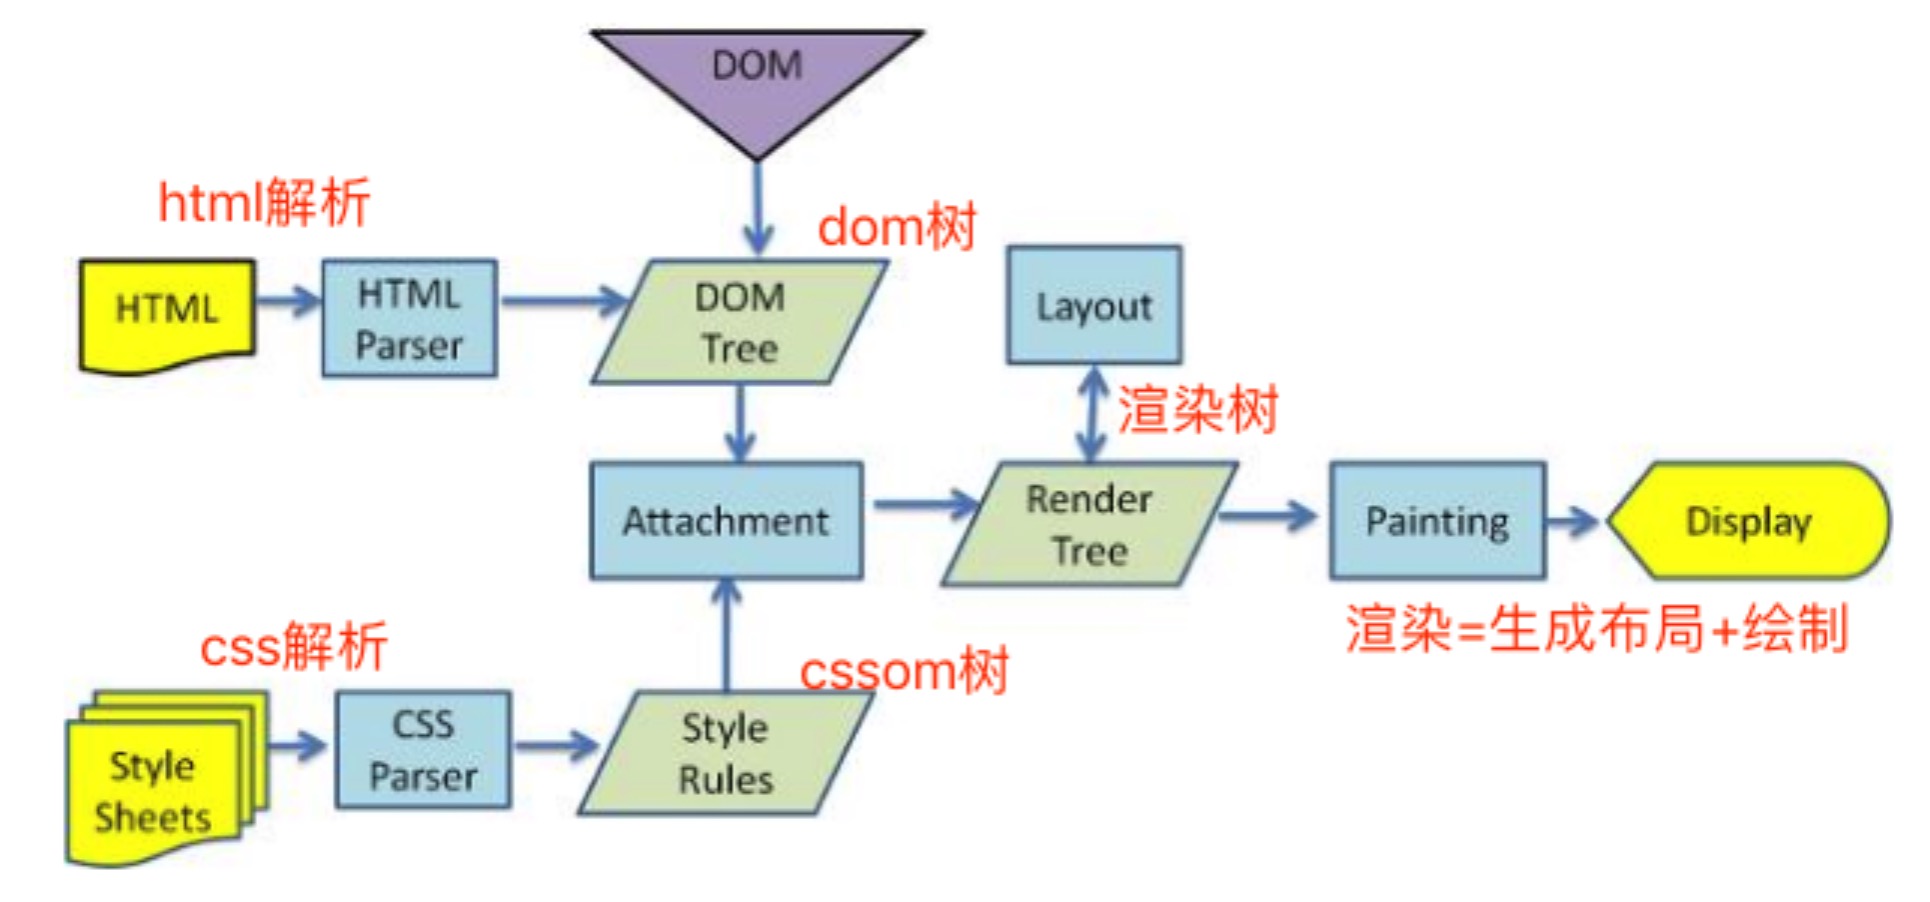 DOM
html解析
dom树
HTML
HTML
Parser
DOM
Tree
Layout
渲染树
Attachment
Render
Tree
Painting
Display
渲染=生成布局+绘制
css解析
cssom树
Style
Sheets
CSS
Parser
Style
Rules